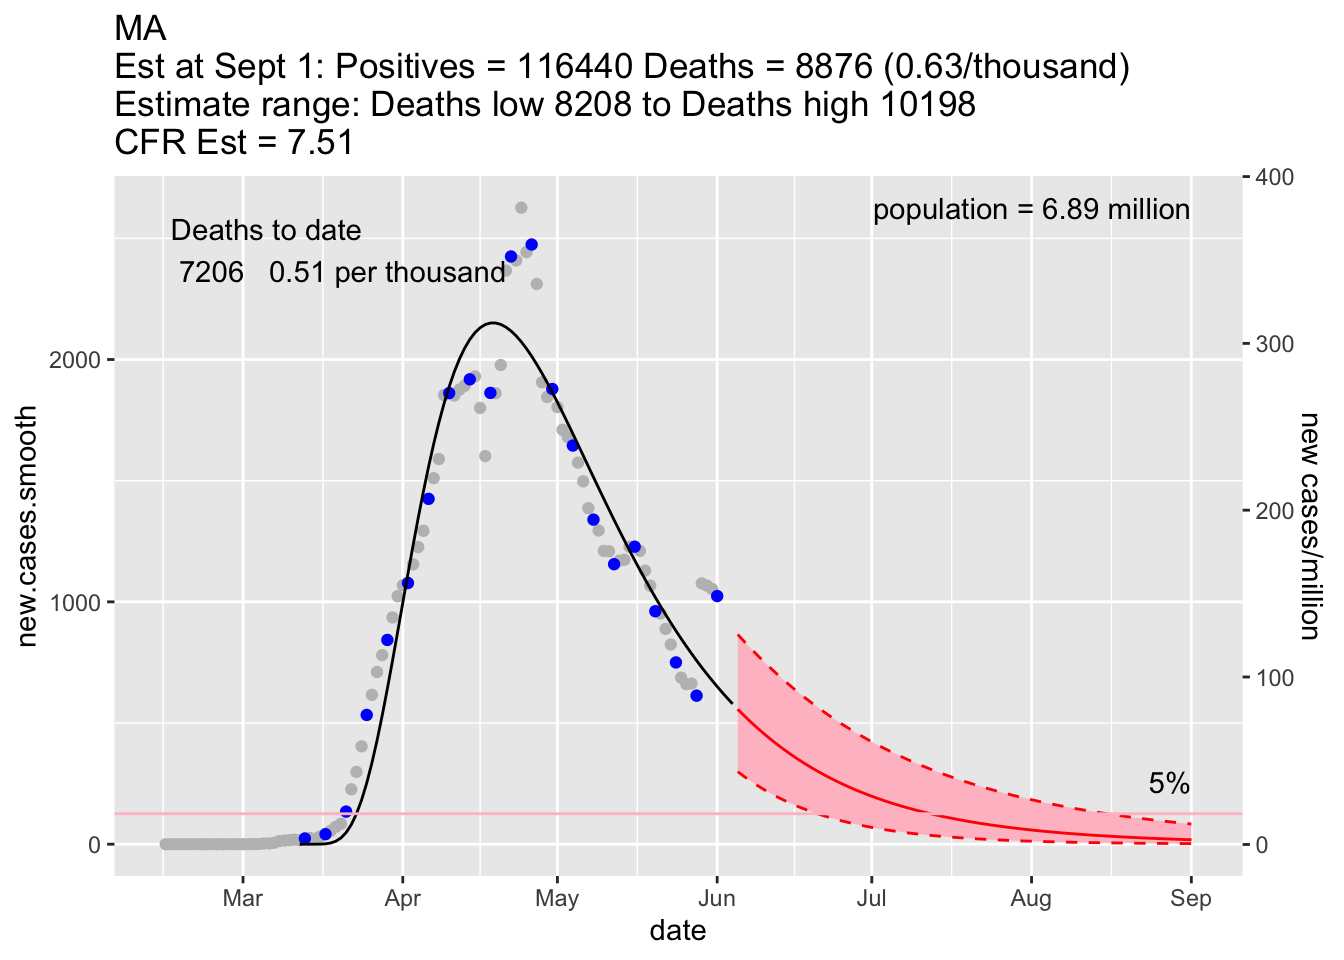 MA
Est at Sept 1: Positives = 116440 Deaths = 8876 (0.63/thousand)
Estimate range: Deaths low 8208 to Deaths high 10198
CFR Est = 7.51
400
population = 6.89 million
Deaths to date
7206 0.51 per thousand
2000
300
new.cases.smooth
new cases/million
200
1000
100
5%
0
0
Mar Apr May Jun Jul Aug Sep
date